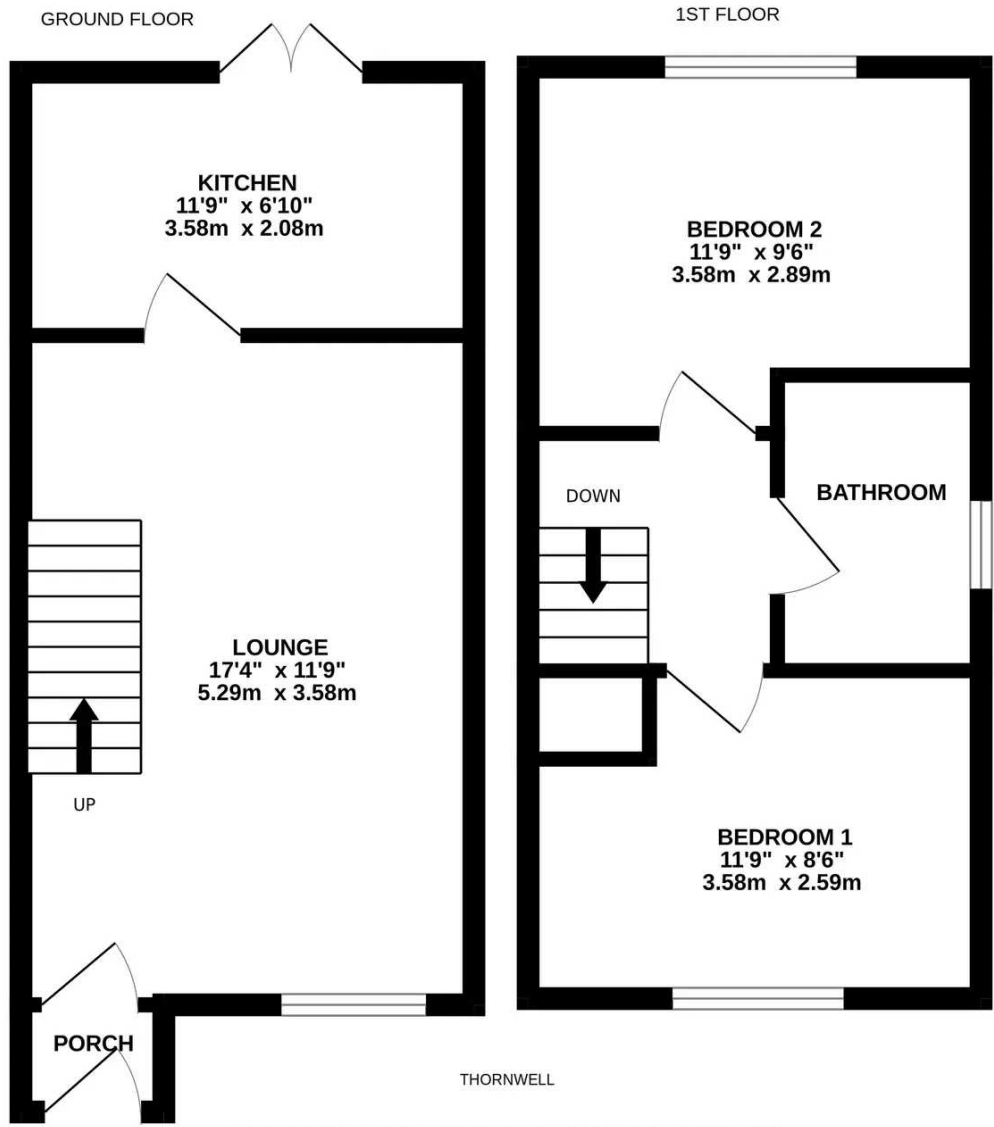 GROUND FLOOR
KITCHEN
11'9" x 6'10"
3.58m x 2.08m
LOUNGE
17'4" x 11'9"
5.29m x 3.58m
UP
PORCH
1ST FLOOR
BEDROOM 2
11'9" x 9'6"
3.58m x 2.89m
DOWN
BATHROOM
BEDROOM 1
11'9" x 8'6"
3.58m x 2.59m
THORNWELL